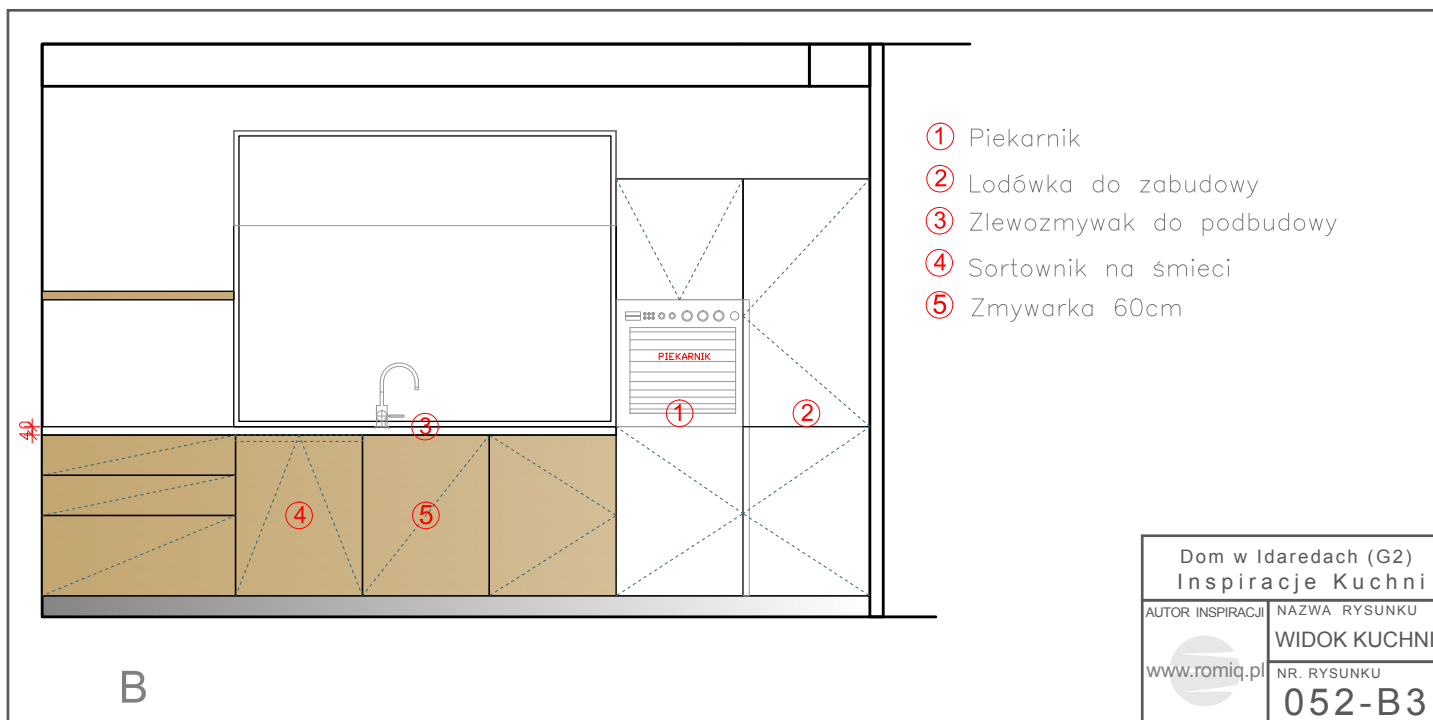 1 Piekarnik
2 Lodówka do zabudowy
3 Zlewozmywak do podbudowy
4 Sortownik na śmieci
5 Zmywarka 60cm
PIEKARNIK
1
2
3
40
4
5
B
Dom w Idaredach (G2)
Inspiracje Kuchni
AUTOR INSPIRACJI
www.romiq.pl
NAZWA RYSUNKU
WIDOK KUCHNI
NR. RYSUNKU
052-B3